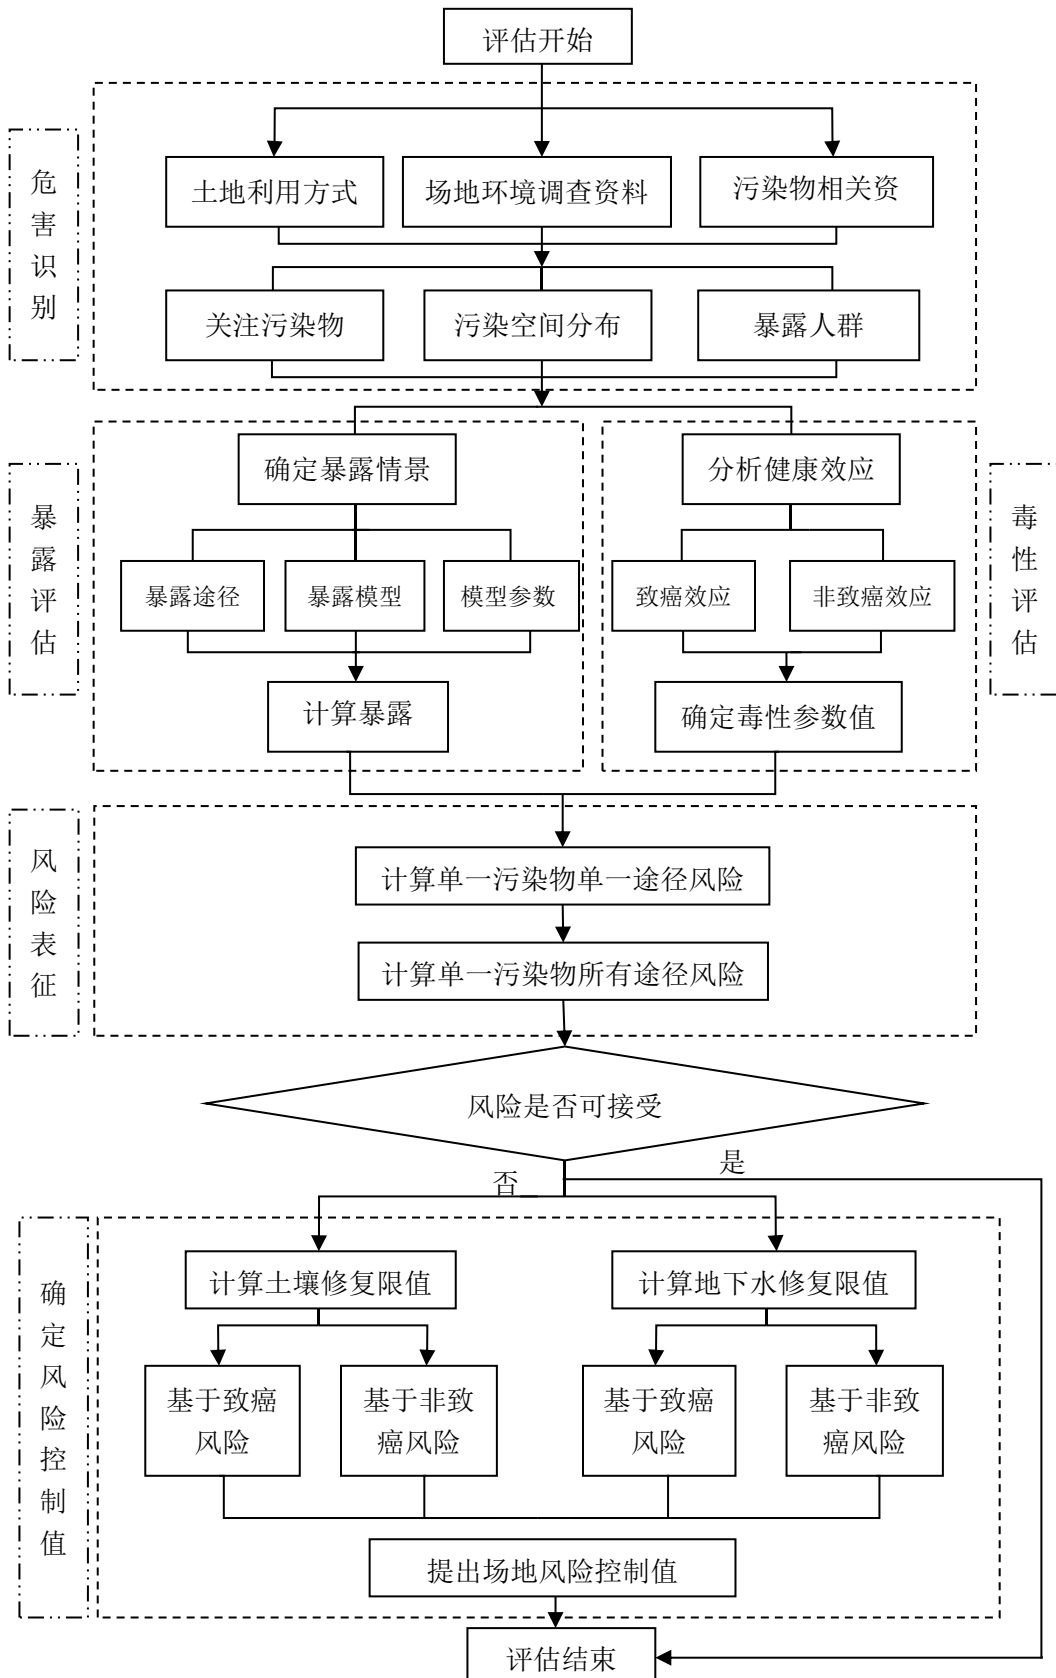 评估开始
危
害
识
别
土地利用方式
场地环境调查资料
污染物相关资
关注污染物
污染空间分布
暴露人群
暴
露
评
估
确定暴露情景
暴露途径
暴露模型
模型参数
计算暴露
分析健康效应
致癌效应
非致癌效应
确定毒性参数值
毒
性
评
估
风
险
表
征
计算单一污染物单一途径风险
计算单一污染物所有途径风险
风险是否可接受
否
是
确
定
风
险
控
制
值
计算土壤修复限值
计算地下水修复限值
基于致癌
风险
基于非致
癌风险
基于致癌
风险
基于非致
癌风险
提出场地风险控制值
评估结束